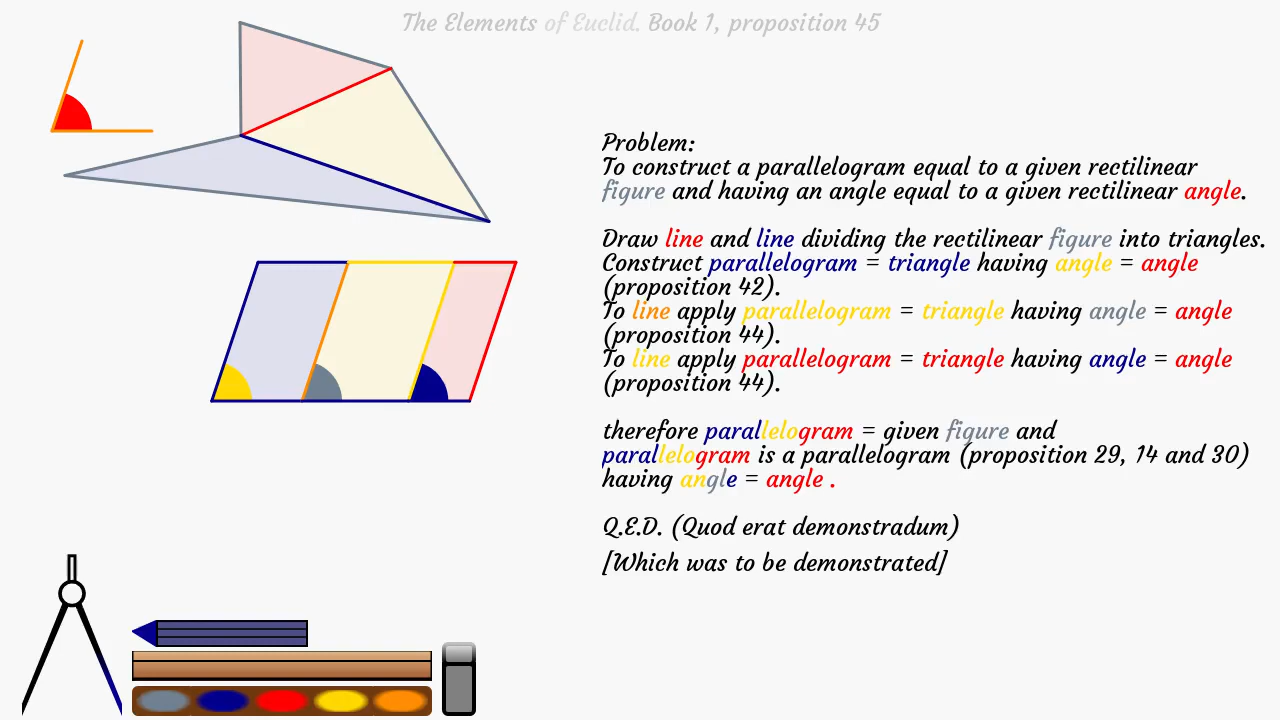 The Elements of Euclid. Book 1, proposition 45
Problem:
To construct a parallelogram equal to a given rectilinear
figure and having an angle equal to a given rectilinear angle.
Draw line and line dividing the rectilinear figure into triangles.
Construct parallelogram = triangle having angle = angle
(proposition 42).
To line apply parallelogram = triangle having angle = angle
(proposition 44).
To line apply parallelogram = triangle having angle = angle
(proposition 44).
therefore parallelogram = given figure and
parallelogram is a parallelogram (proposition 29, 14 and 30)
having angle = angle .
Q.E.D. (Quod erat demonstradum)
[Which was to be demonstrated]